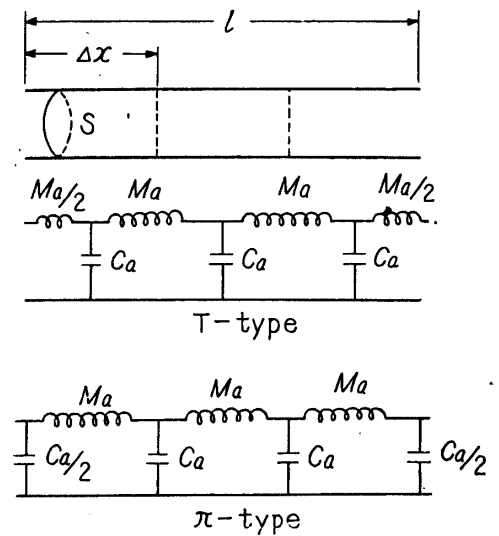 l
Δx
S
Ma/2 Ma Ma Ma/2
Ca Ca Ca
T-type
Ma Ma Ma
Ca/2 Ca Ca Ca/2
π-type